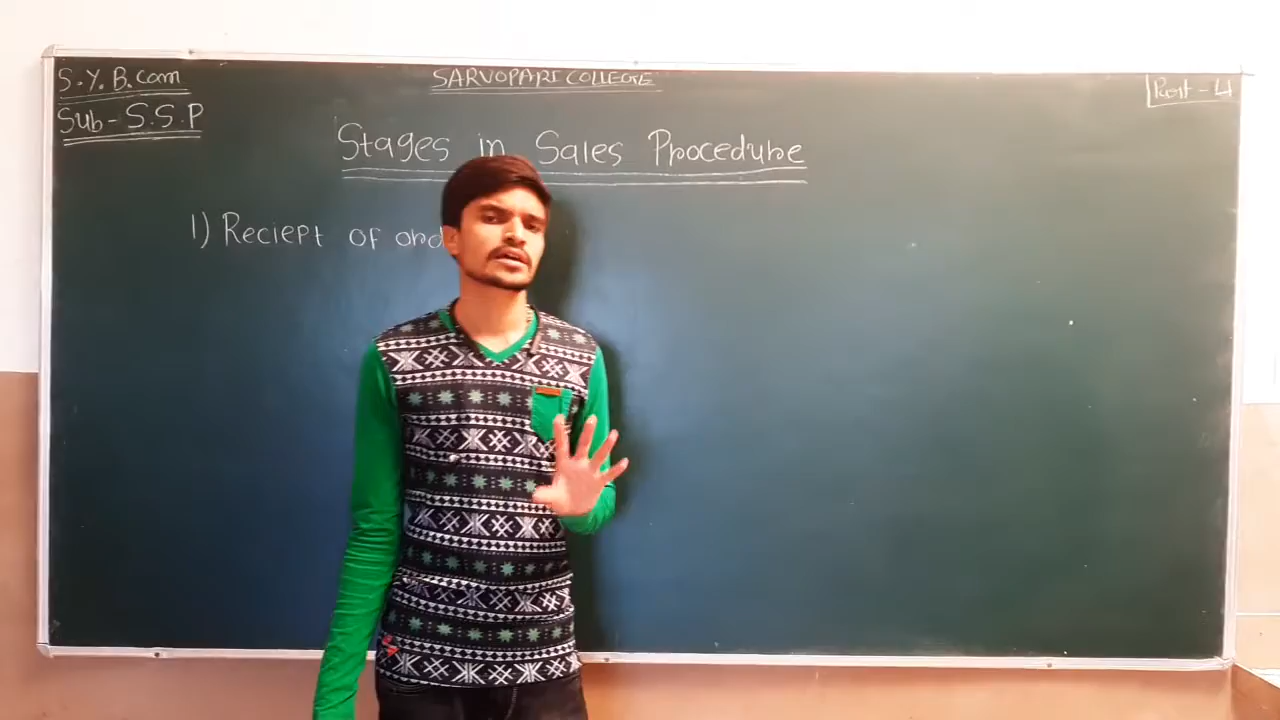 S.Y.B.com
SARVOPARI COLLEGE
Part - 4
Sub - S.S.P
Stages in Sales Procedure
1) Reciept of ord